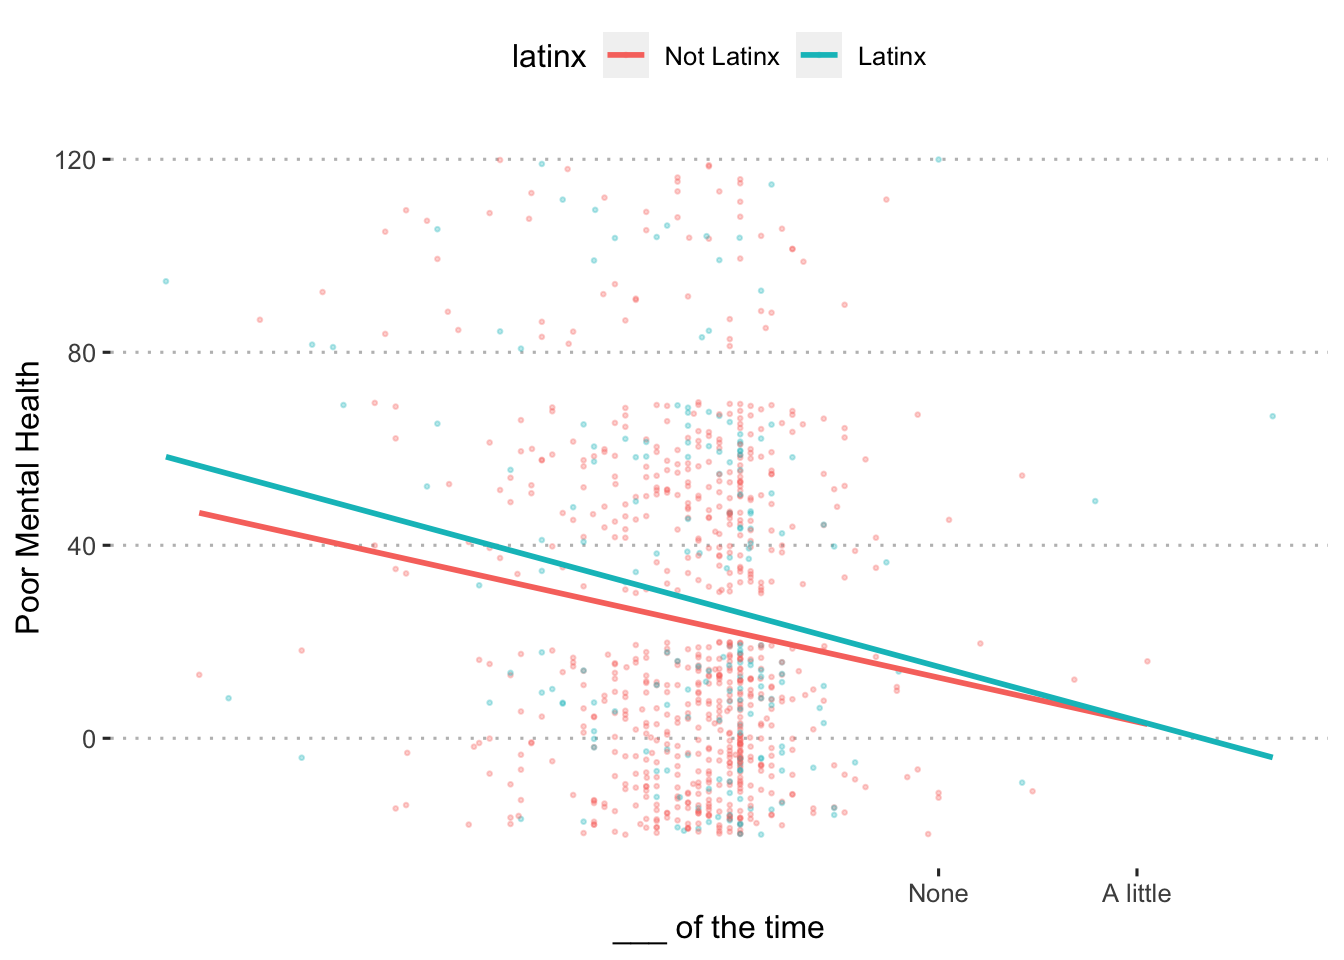 latinx Not Latinx Latinx
120
80
40
0
Poor Mental Health
None A little
___ of the time